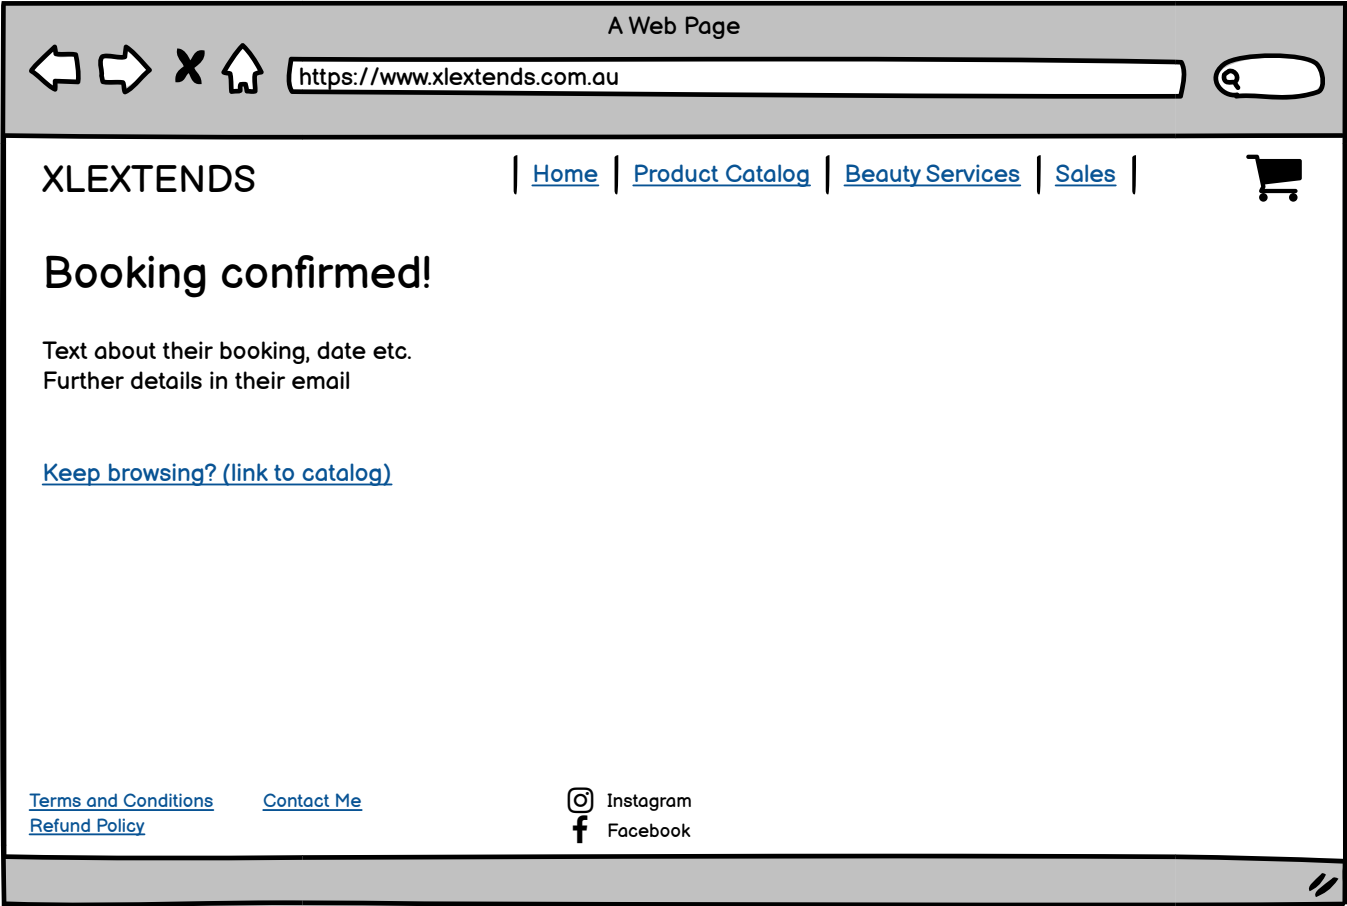 A Web Page
https://www.xlextends.com.au
XLEXTENDS
Home
Product Catalog
Beauty Services
Sales
Booking confirmed!
Text about their booking, date etc.
Further details in their email
Keep browsing? (link to catalog)
Terms and Conditions
Contact Me
Refund Policy
Instagram
Facebook